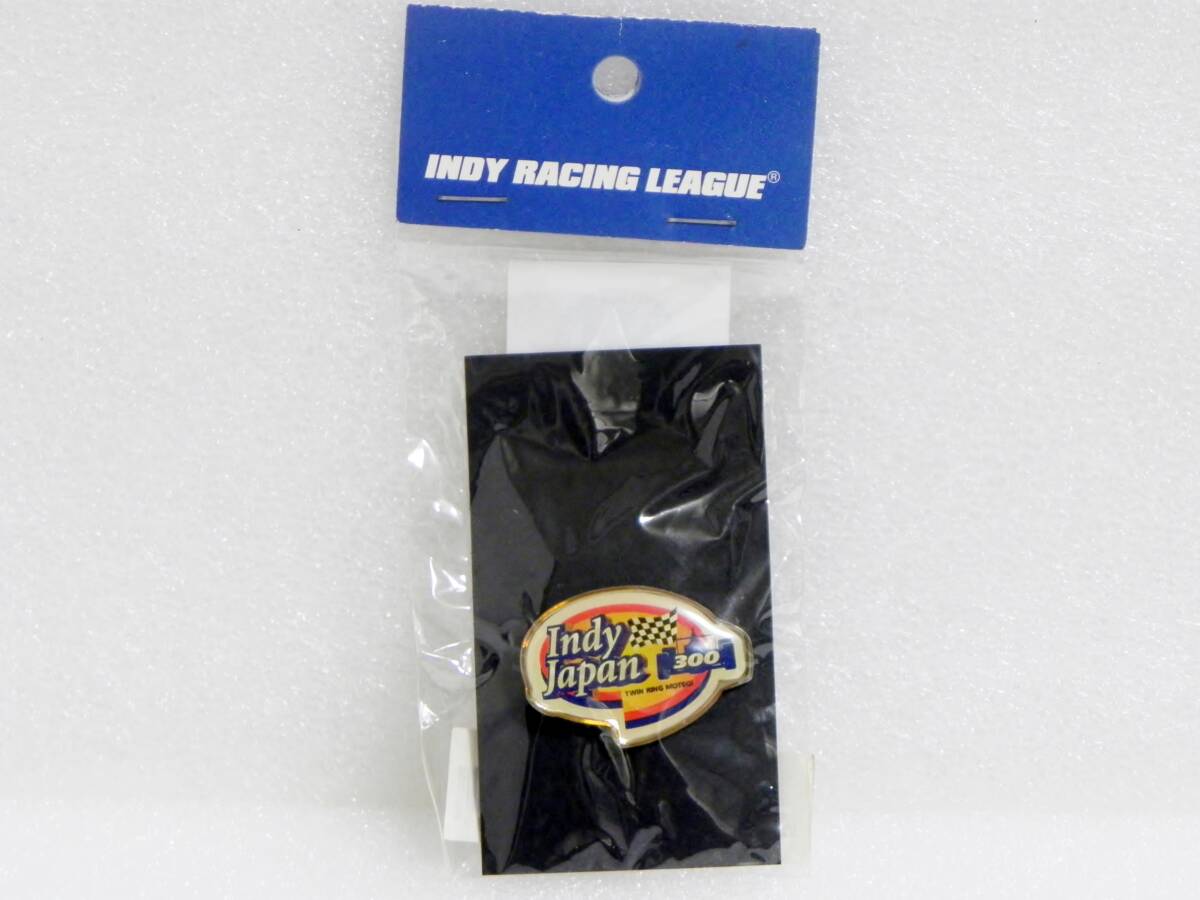 INDY RACING LEAGUE®
Indy
Japan 300
TWIN RING MOTEGI